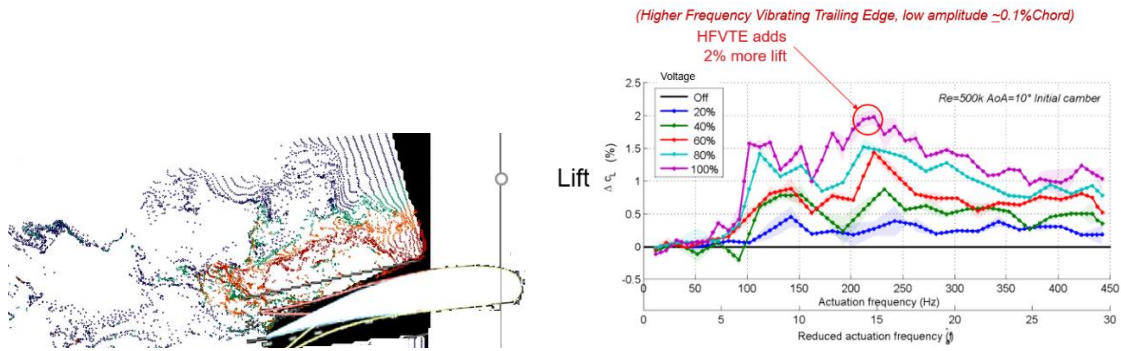 (Higher Frequency Vibrating Trailing Edge, low amplitude ~0.1%Chord)
HFVTE adds
2% more lift
Voltage
Off
20%
40%
60%
80%
100%
Re=500k AoA=10° Initial camber
Lift
Δ cL (%)
2.5
2
1.5
1
0.5
0
-0.5
0 50 100 150 200 250 300 350 400 450
Actuation frequency (Hz)
0 5 10 15 20 25 30
Reduced actuation frequency